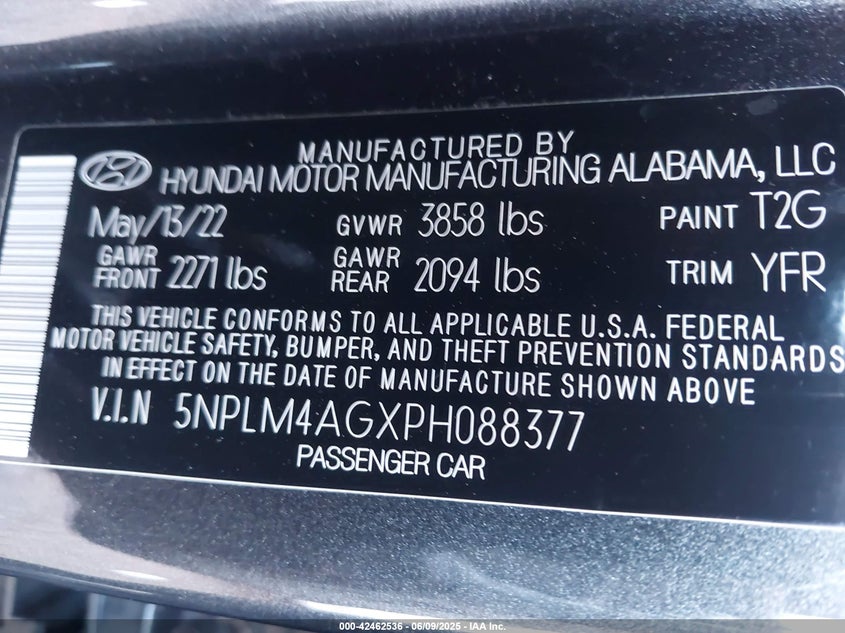 MANUFACTURED BY
HYUNDAI MOTOR MANUFACTURING ALABAMA, LLC
May/13/22 GVWR 3858 lbs PAINT T2G
GAWR FRONT 2271 lbs GAWR REAR 2094 lbs TRIM YFR
THIS VEHICLE CONFORMS TO ALL APPLICABLE U.S.A. FEDERAL
MOTOR VEHICLE SAFETY, BUMPER, AND THEFT PREVENTION STANDARDS
IN EFFECT ON THE DATE OF MANUFACTURE SHOWN ABOVE
V.I.N 5NPLM4AGXPH088377
PASSENGER CAR
000-42462536 - 06/09/2025 - IAA Inc.